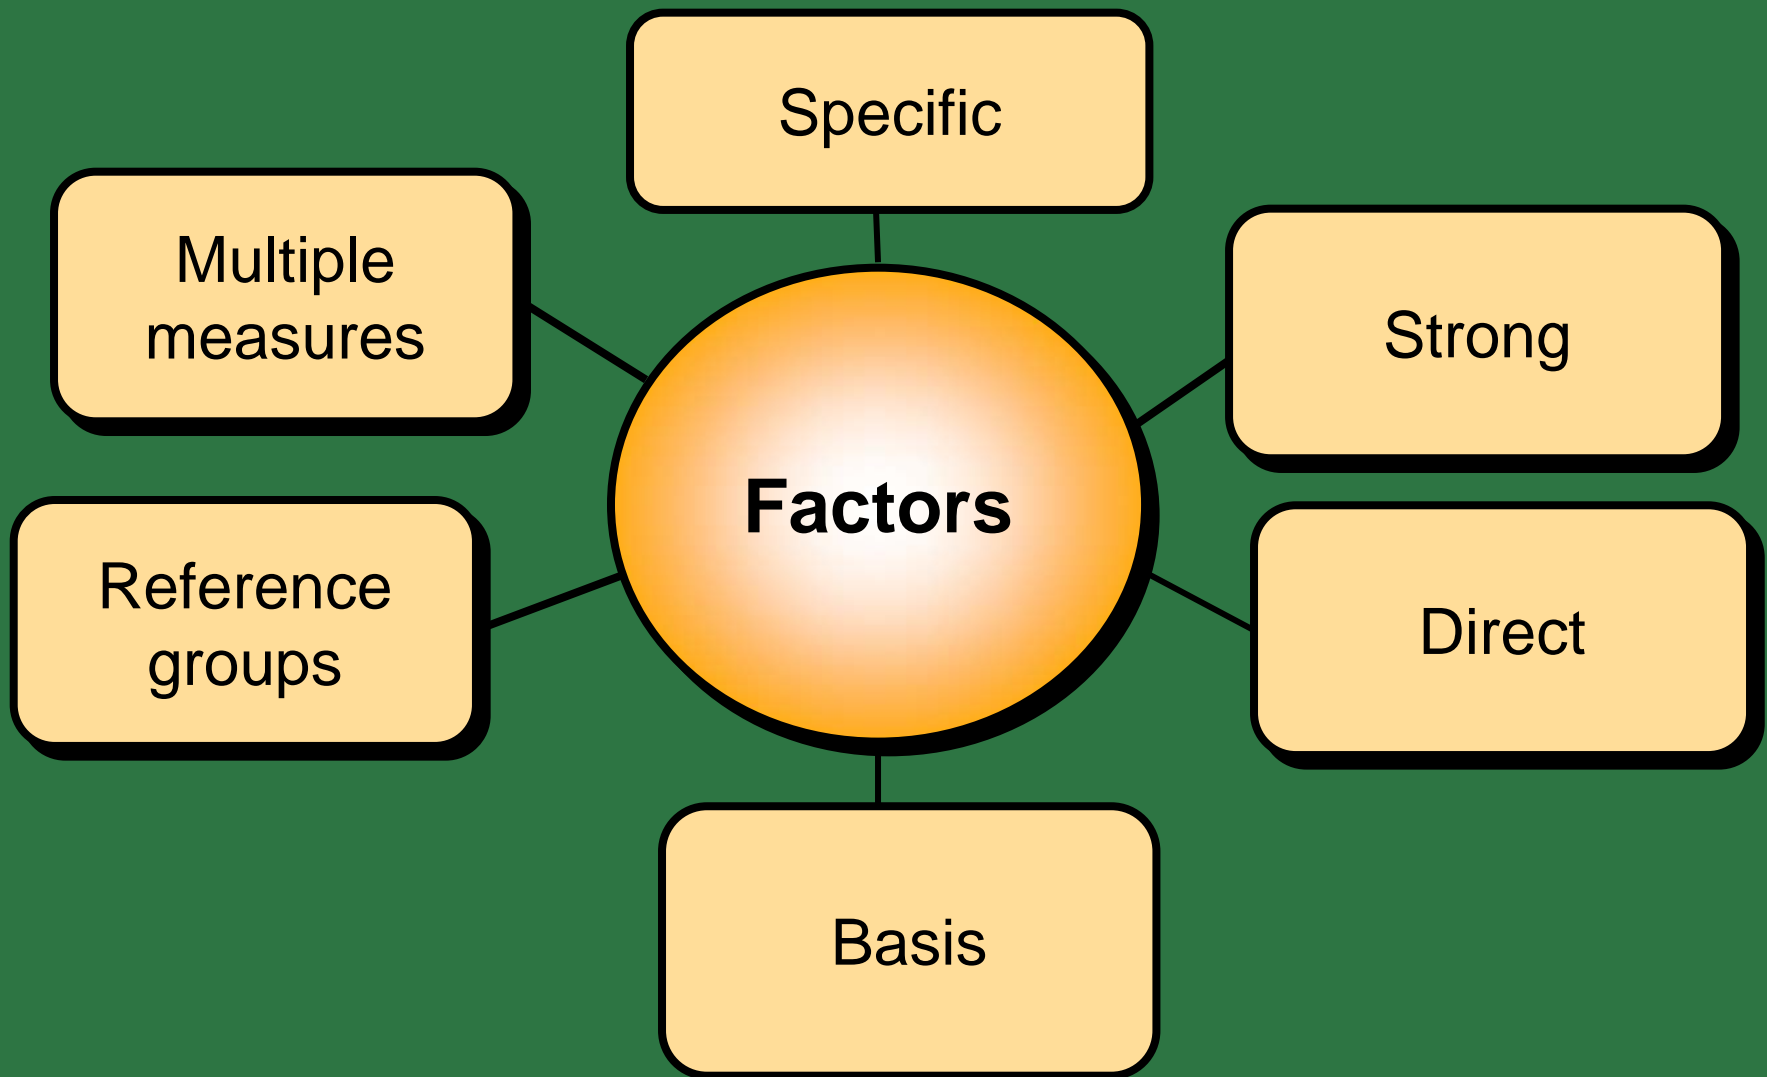 Specific
Multiple
measures
Strong
Factors
Reference
groups
Direct
Basis